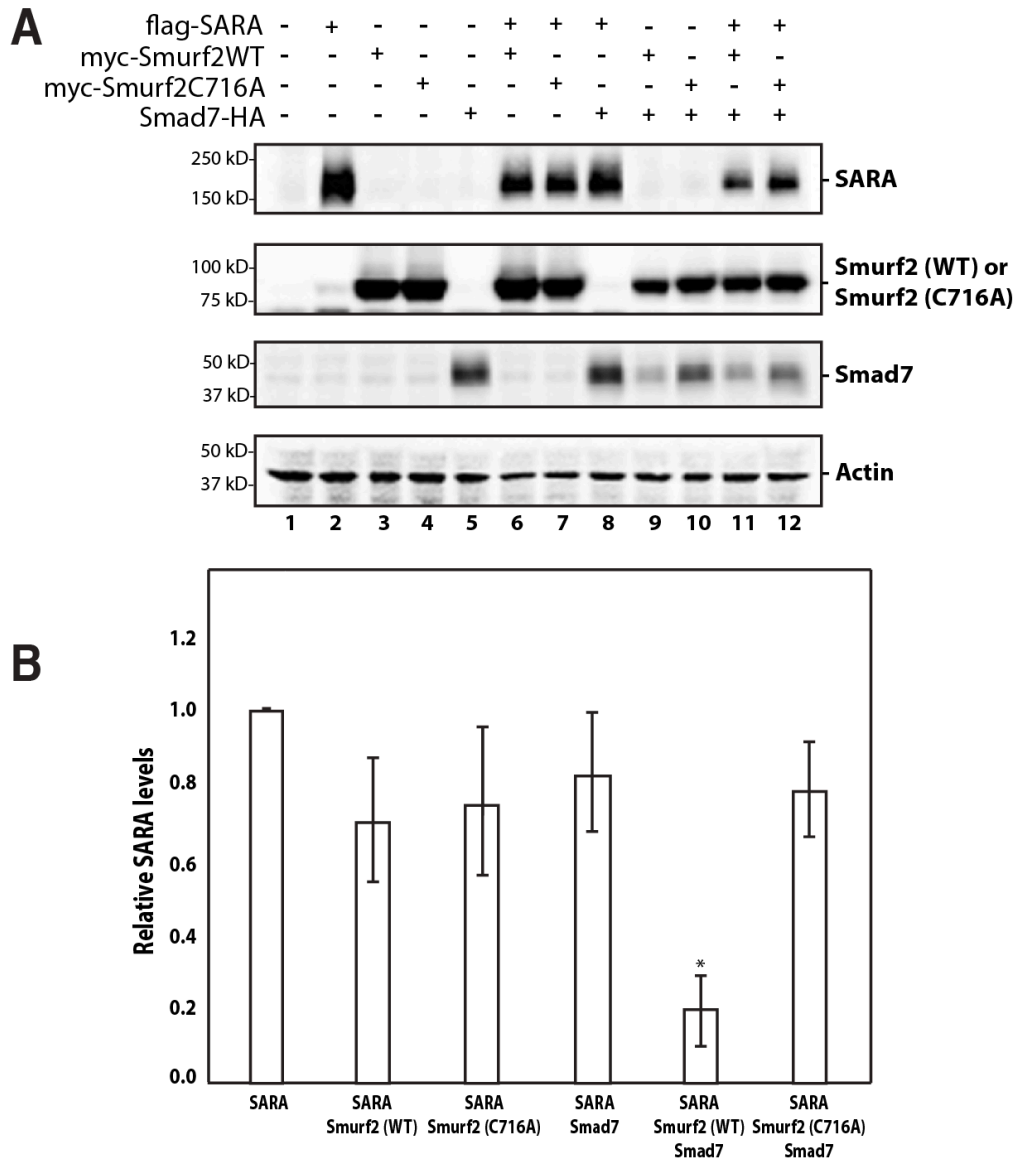 A
flag-SARA - + - - - + + + - - + +
myc-Smurf2WT - - + - - + - - + - + -
myc-Smurf2C716A - - - + - - + - - + - +
Smad7-HA - - - - + - - + + + + +
250 kD
150 kD
SARA
100 kD
75 kD
Smurf2 (WT) or
Smurf2 (C716A)
50 kD
37 kD
Smad7
50 kD
37 kD
Actin
1 2 3 4 5 6 7 8 9 10 11 12
B
Relative SARA levels
1.2
1.0
0.8
0.6
0.4
0.2
0.0
*
SARA SARA SARA SARA SARA SARA
Smurf2 (WT) Smurf2 (C716A) Smad7 Smurf2 (WT) Smurf2 (C716A)
Smad7 Smad7